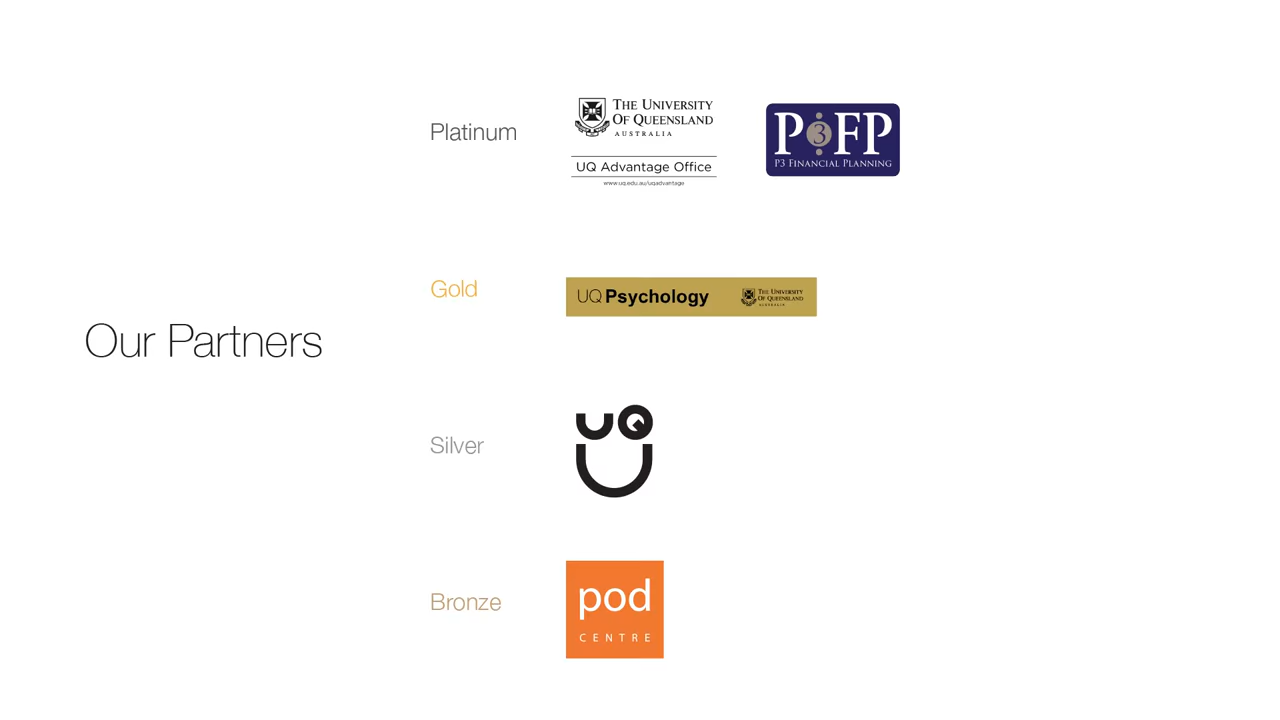 Our Partners
Platinum
THE UNIVERSITY
OF QUEENSLAND
AUSTRALIA
UQ Advantage Office
www.uq.edu.au/uqadvantage
P3FP
P3 FINANCIAL PLANNING
Gold
UQ Psychology
THE UNIVERSITY
OF QUEENSLAND
AUSTRALIA
Silver
UQ
U
Bronze
pod
CENTRE